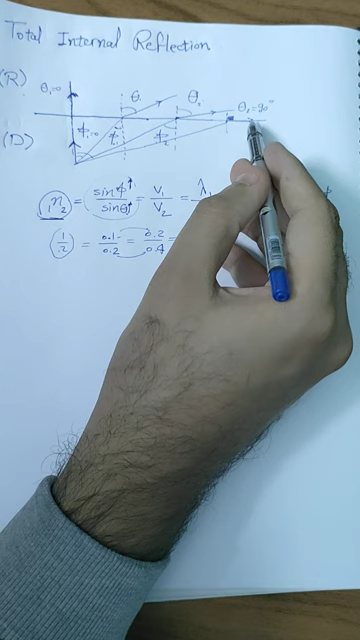 Total Internal Reflection
(R) θ₁=0 θ₁ θ₂ θ₃=90°
(D) ϕ₁=0 ϕ₁ ϕ₂
₁n₂ = sinϕ↑ / sinθ↑ = V₁ / V₂ = λ₁
1/2 = 0.1/0.2 = 0.2/0.4 =